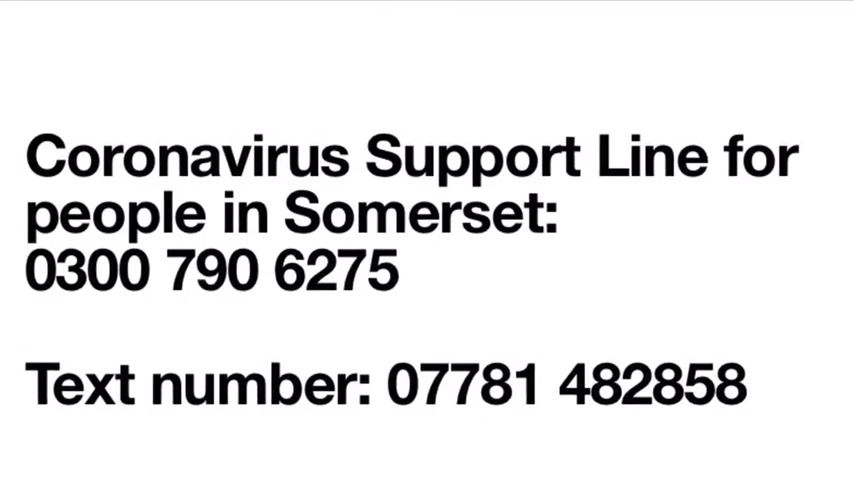 Coronavirus Support Line for
people in Somerset:
0300 790 6275
Text number: 07781 482858